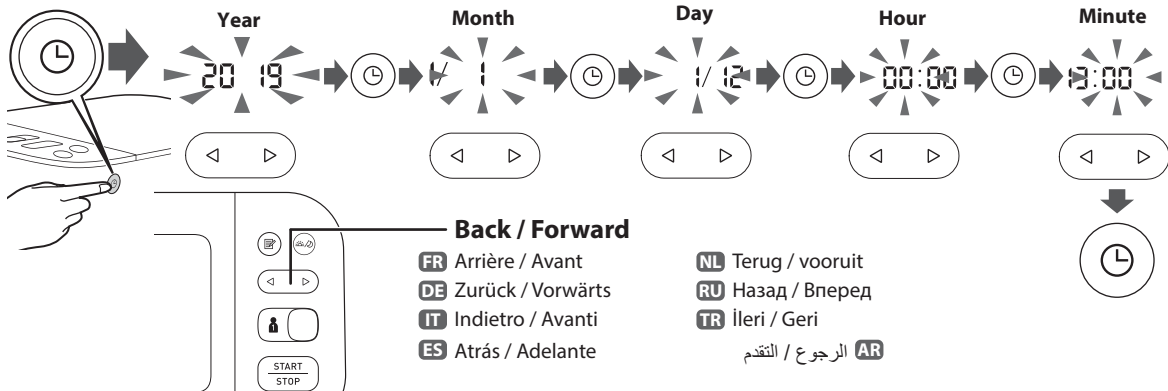 Year Month Day Hour Minute
20 19 1/ 1 1/ 12 00:00 13:00
Back / Forward
FR Arrière / Avant
DE Zurück / Vorwärts
IT Indietro / Avanti
ES Atrás / Adelante
NL Terug / vooruit
RU Назад / Вперед
TR İleri / Geri
AR الرجوع / التقدم
START
STOP